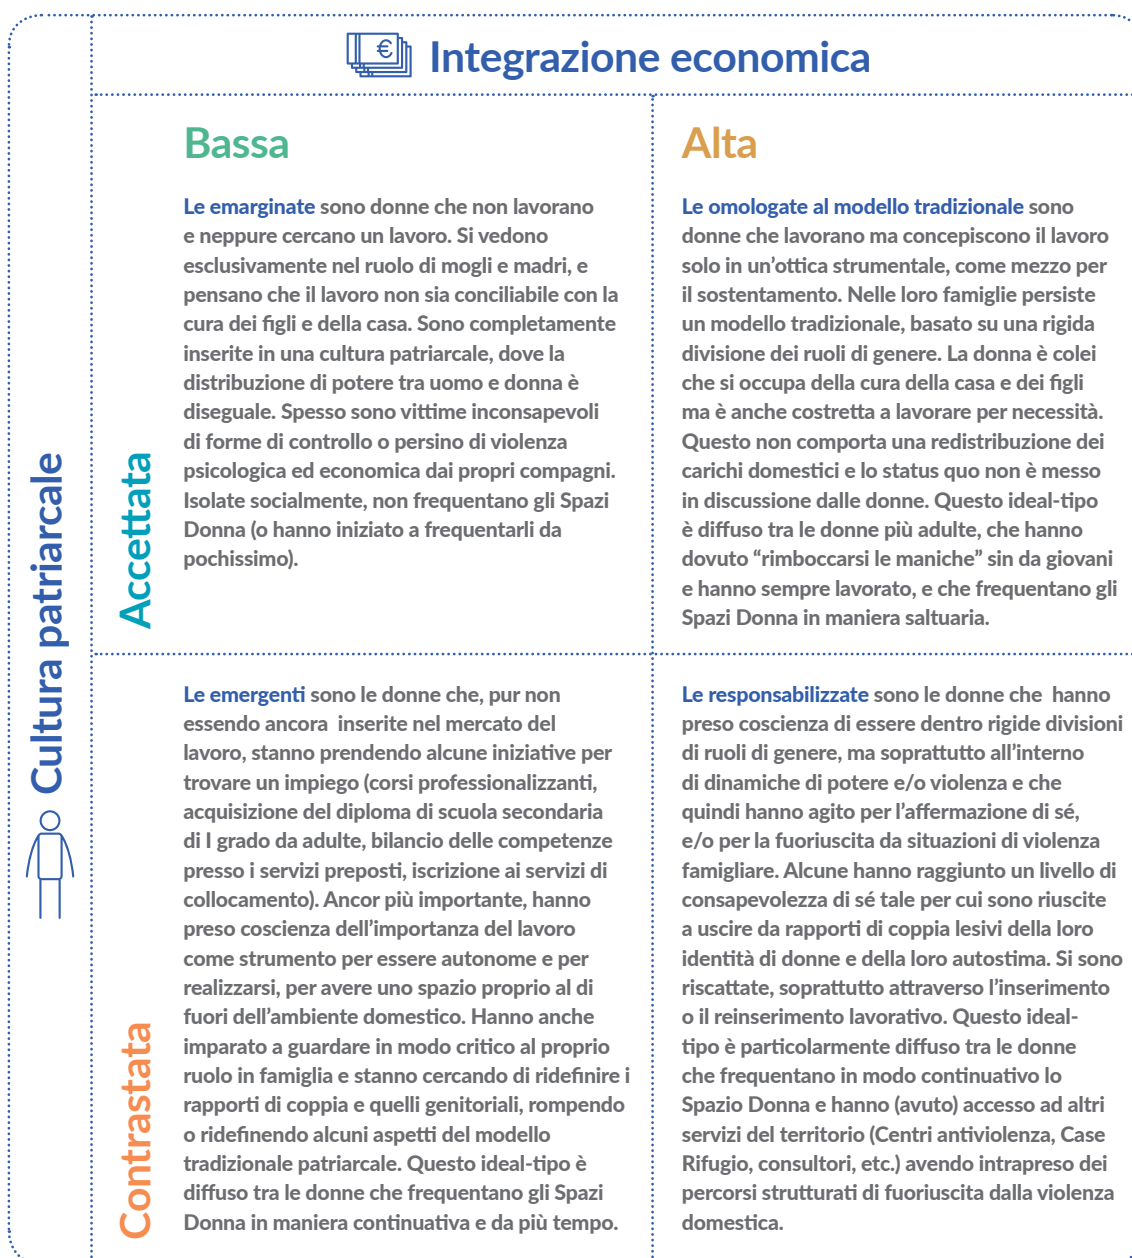 Integrazione economica
Cultura patriarcale
Bassa
Alta
Accettata
Le emarginate sono donne che non lavorano
e neppure cercano un lavoro. Si vedono
esclusivamente nel ruolo di mogli e madri, e
pensano che il lavoro non sia conciliabile con la
cura dei figli e della casa. Sono completamente
inserite in una cultura patriarcale, dove la
distribuzione di potere tra uomo e donna è
diseguale. Spesso sono vittime inconsapevoli
di forme di controllo o persino di violenza
psicologica ed economica dai propri compagni.
Isolate socialmente, non frequentano gli Spazi
Donna (o hanno iniziato a frequentarli da
pochissimo).
Le omologate al modello tradizionale sono
donne che lavorano ma concepiscono il lavoro
solo in un’ottica strumentale, come mezzo per
il sostentamento. Nelle loro famiglie persiste
un modello tradizionale, basato su una rigida
divisione dei ruoli di genere. La donna è colei
che si occupa della cura della casa e dei figli
ma è anche costretta a lavorare per necessità.
Questo non comporta una redistribuzione dei
carichi domestici e lo status quo non è messo
in discussione dalle donne. Questo ideal-tipo
è diffuso tra le donne più adulte, che hanno
dovuto “rimboccarsi le maniche” sin da giovani
e hanno sempre lavorato, e che frequentano gli
Spazi Donna in maniera saltuaria.
Contrastata
Le emergenti sono le donne che, pur non
essendo ancora inserite nel mercato del
lavoro, stanno prendendo alcune iniziative per
trovare un impiego (corsi professionalizzanti,
acquisizione del diploma di scuola secondaria
di I grado da adulte, bilancio delle competenze
presso i servizi preposti, iscrizione ai servizi di
collocamento). Ancor più importante, hanno
preso coscienza dell’importanza del lavoro
come strumento per essere autonome e per
realizzarsi, per avere uno spazio proprio al di
fuori dell’ambiente domestico. Hanno anche
imparato a guardare in modo critico al proprio
ruolo in famiglia e stanno cercando di ridefinire i
rapporti di coppia e quelli genitoriali, rompendo
o ridefinendo alcuni aspetti del modello
tradizionale patriarcale. Questo ideal-tipo è
diffuso tra le donne che frequentano gli Spazi
Donna in maniera continuativa e da più tempo.
Le responsabilizzate sono le donne che hanno
preso coscienza di essere dentro rigide divisioni
di ruoli di genere, ma soprattutto all’interno
di dinamiche di potere e/o violenza e che
quindi hanno agito per l’affermazione di sé,
e/o per la fuoriuscita da situazioni di violenza
famigliare. Alcune hanno raggiunto un livello di
consapevolezza di sé tale per cui sono riuscite
a uscire da rapporti di coppia lesivi della loro
identità di donne e della loro autostima. Si sono
riscattate, soprattutto attraverso l’inserimento
o il reinserimento lavorativo. Questo ideal-
tipo è particolarmente diffuso tra le donne
che frequentano in modo continuativo lo
Spazio Donna e hanno (avuto) accesso ad altri
servizi del territorio (Centri antiviolenza, Case
Rifugio, consultori, etc.) avendo intrapreso dei
percorsi strutturati di fuoriuscita dalla violenza
domestica.